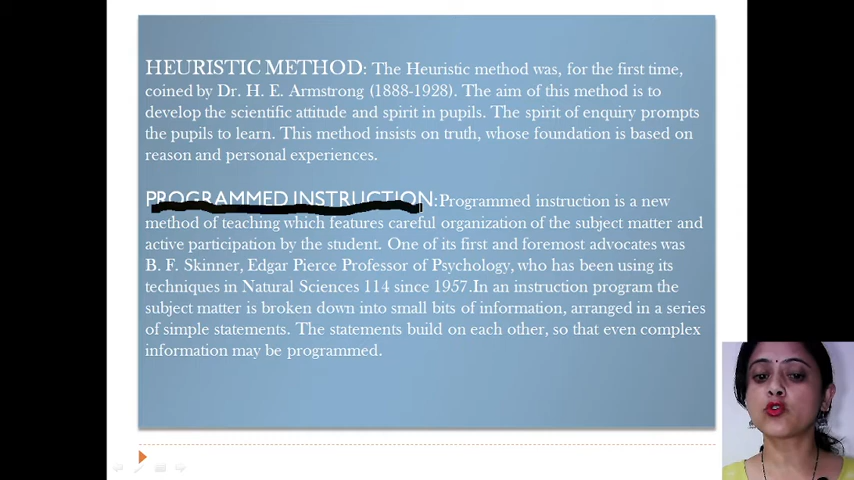 HEURISTIC METHOD: The Heuristic method was, for the first time,
coined by Dr. H. E. Armstrong (1888-1928). The aim of this method is to
develop the scientific attitude and spirit in pupils. The spirit of enquiry prompts
the pupils to learn. This method insists on truth, whose foundation is based on
reason and personal experiences.
PROGRAMMED INSTRUCTION:Programmed instruction is a new
method of teaching which features careful organization of the subject matter and
active participation by the student. One of its first and foremost advocates was
B. F. Skinner, Edgar Pierce Professor of Psychology, who has been using its
techniques in Natural Sciences 114 since 1957.In an instruction program the
subject matter is broken down into small bits of information, arranged in a series
of simple statements. The statements build on each other, so that even complex
information may be programmed.